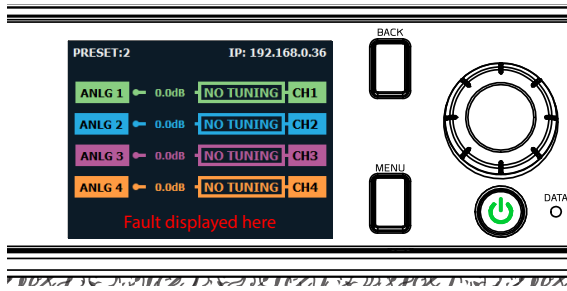 BACK
PRESET:2 IP: 192.168.0.36
ANLG 1 0.0dB NO TUNING CH1
ANLG 2 0.0dB NO TUNING CH2
ANLG 3 0.0dB NO TUNING CH3
ANLG 4 0.0dB NO TUNING CH4
MENU
DATA
Fault displayed here